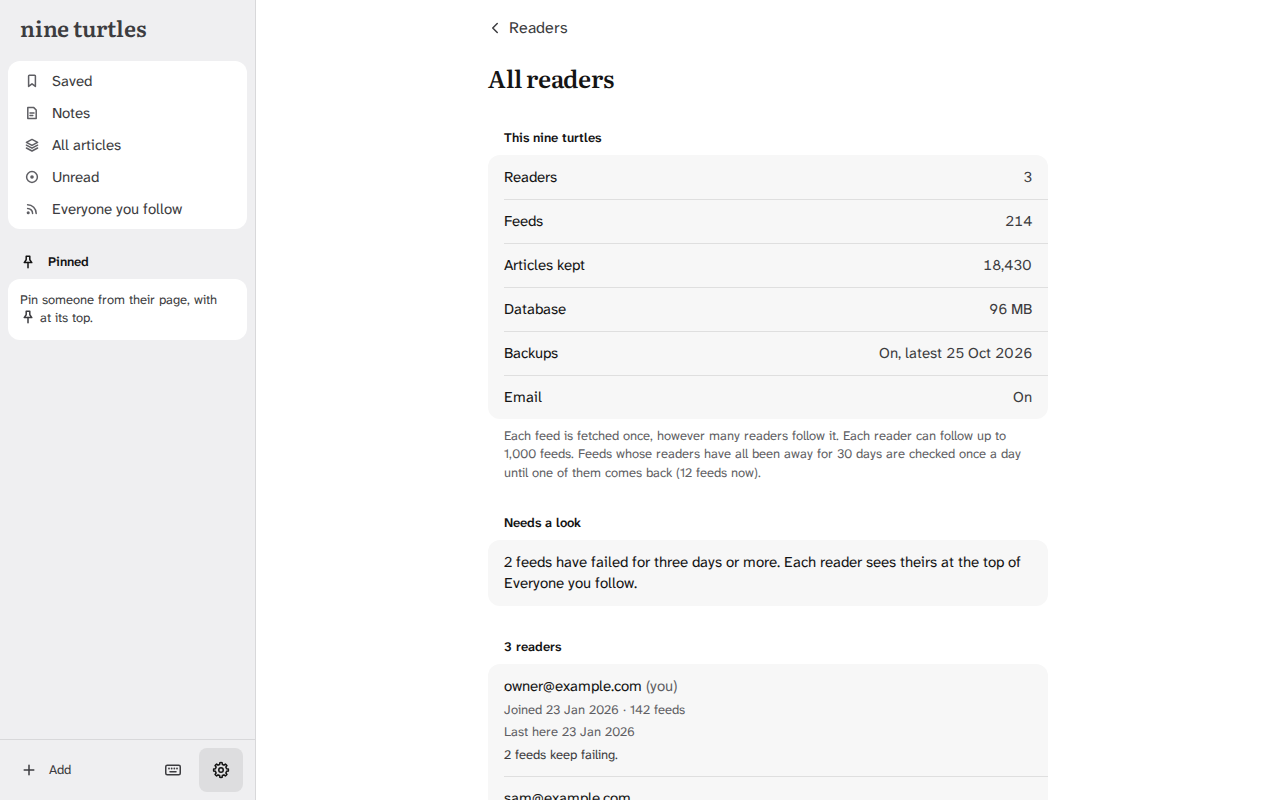 nine turtles
Saved
Notes
All articles
Unread
Everyone you follow
Pinned
Pin someone from their page, with
at its top.
Add
Readers
All readers
This nine turtles
Readers 3
Feeds 214
Articles kept 18,430
Database 96 MB
Backups On, latest 25 Oct 2026
Email On
Each feed is fetched once, however many readers follow it. Each reader can follow up to
1,000 feeds. Feeds whose readers have all been away for 30 days are checked once a day
until one of them comes back (12 feeds now).
Needs a look
2 feeds have failed for three days or more. Each reader sees theirs at the top of
Everyone you follow.
3 readers
owner@example.com (you)
Joined 23 Jan 2026 · 142 feeds
Last here 23 Jan 2026
2 feeds keep failing.
sam@example.com